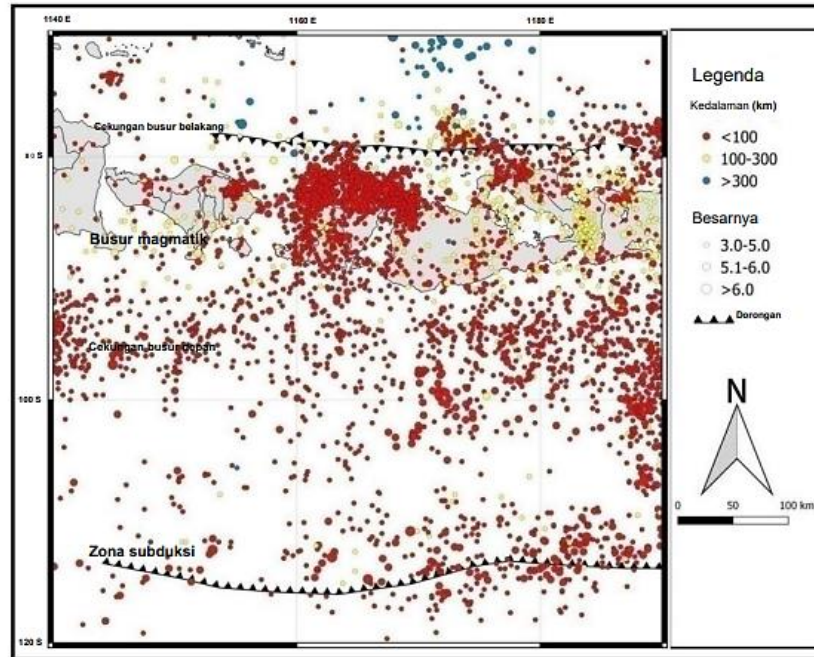 1140 E
1160 E
1180 E
Cekungan busur belakang
80 S
Busur magmatik
Cekungan busur depan
100 S
Zona subduksi
120 S
Legenda
Kedalaman (km)
<100
100-300
>300
Besarnya
3.0-5.0
5.1-6.0
>6.0
Dorongan
N
0 50 100 km